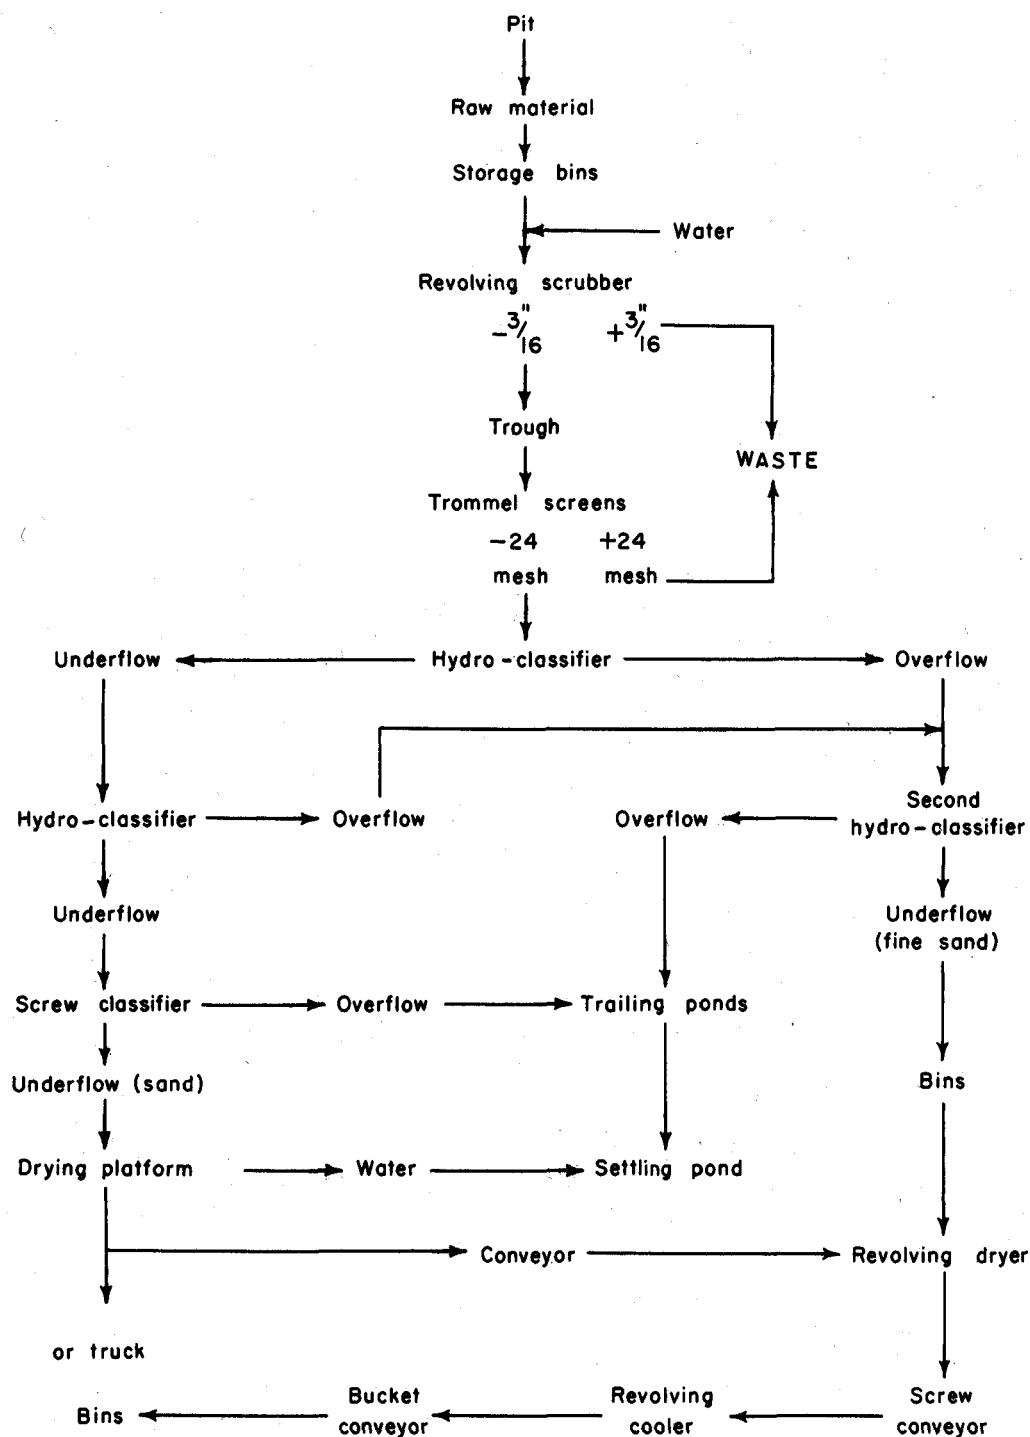 Pit
Raw material
Storage bins
Water
Revolving scrubber
-3/16" +3/16"
Trough
WASTE
Trommel screens
-24 +24
mesh mesh
Underflow Hydro-classifier Overflow
Second
Hydro-classifier Overflow Overflow hydro-classifier
Underflow Underflow
(fine sand)
Screw classifier Overflow Trailing ponds
Underflow (sand) Bins
Drying platform Water Settling pond
Conveyor Revolving dryer
or truck
Bucket Revolving Screw
Bins conveyor cooler conveyor